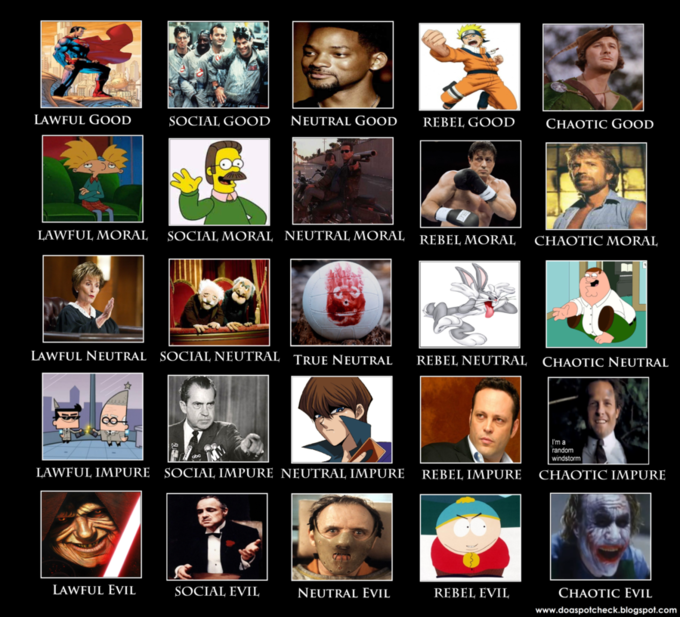 LAWFUL GOOD
SOCIAL GOOD
NEUTRAL GOOD
REBEL GOOD
CHAOTIC GOOD
LAWFUL MORAL
SOCIAL MORAL
NEUTRAL MORAL
REBEL MORAL
CHAOTIC MORAL
LAWFUL NEUTRAL
SOCIAL NEUTRAL
TRUE NEUTRAL
REBEL NEUTRAL
CHAOTIC NEUTRAL
I'm a
random
windstorm
LAWFUL IMPURE
SOCIAL IMPURE
NEUTRAL IMPURE
REBEL IMPURE
CHAOTIC IMPURE
LAWFUL EVIL
SOCIAL EVIL
NEUTRAL EVIL
REBEL EVIL
CHAOTIC EVIL
www.doaspotcheck.blogspot.com